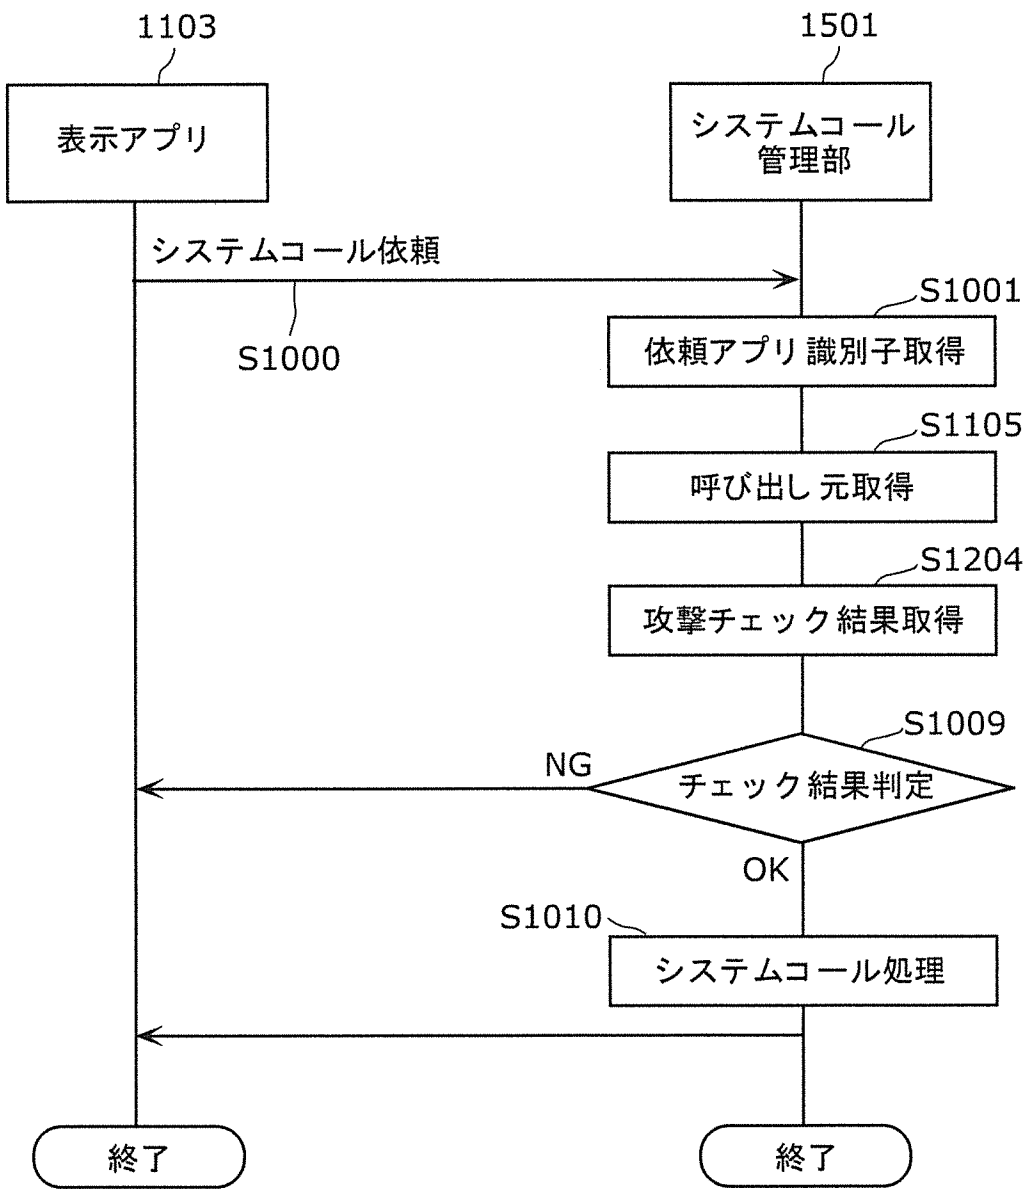 1103
1501
表示アプリ
システムコール
管理部
システムコール依頼
S1000
S1001
依頼アプリ識別子取得
S1105
呼び出し元取得
S1204
攻撃チェック結果取得
S1009
NG
チェック結果判定
OK
S1010
システムコール処理
終了
終了